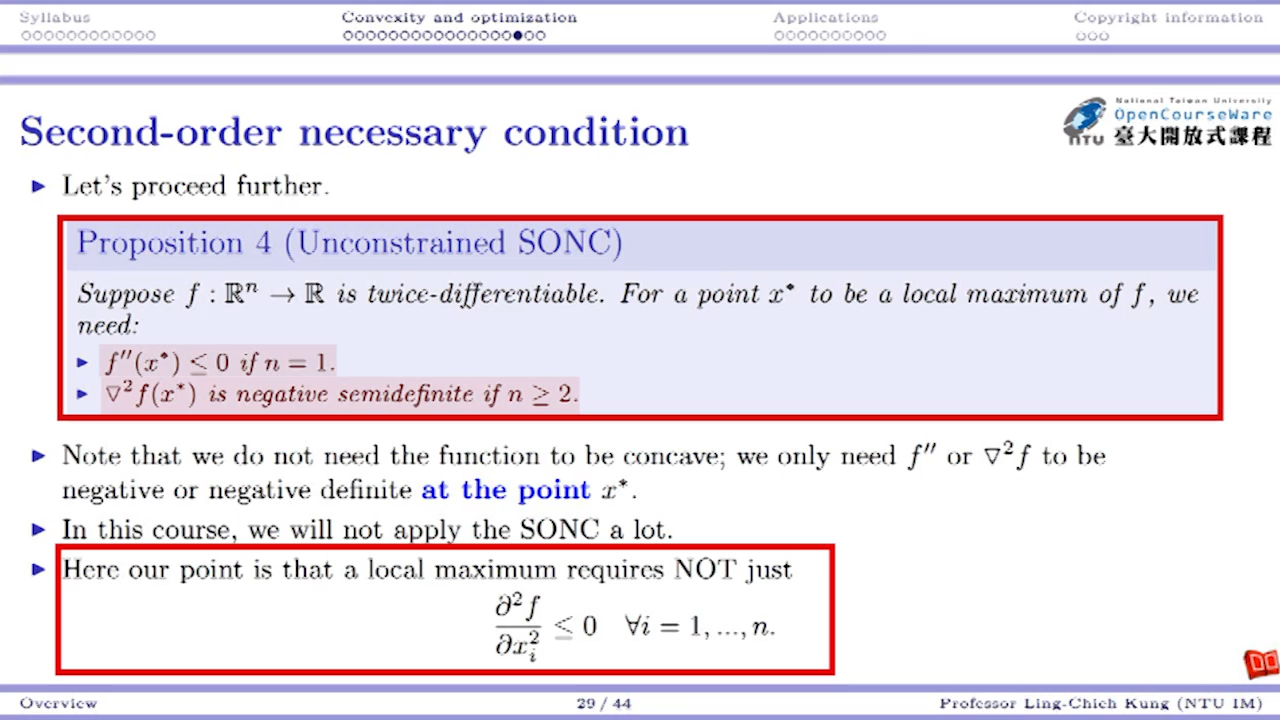 Syllabus Convexity and optimization Applications Copyright information
Second-order necessary condition
National Taiwan University
OpenCourseWare
NTU 臺大開放式課程
▶ Let's proceed further.
Proposition 4 (Unconstrained SONC)
Suppose f : ℝⁿ → ℝ is twice-differentiable. For a point x* to be a local maximum of f, we
need:
▶ f″(x*) ≤ 0 if n = 1.
▶ ▽²f(x*) is negative semidefinite if n ≥ 2.
▶ Note that we do not need the function to be concave; we only need f″ or ▽²f to be
negative or negative definite at the point x*.
▶ In this course, we will not apply the SONC a lot.
▶ Here our point is that a local maximum requires NOT just
∂²f/∂xᵢ² ≤ 0 ∀i = 1, ..., n.
Overview 29 / 44 Professor Ling-Chieh Kung (NTU IM)